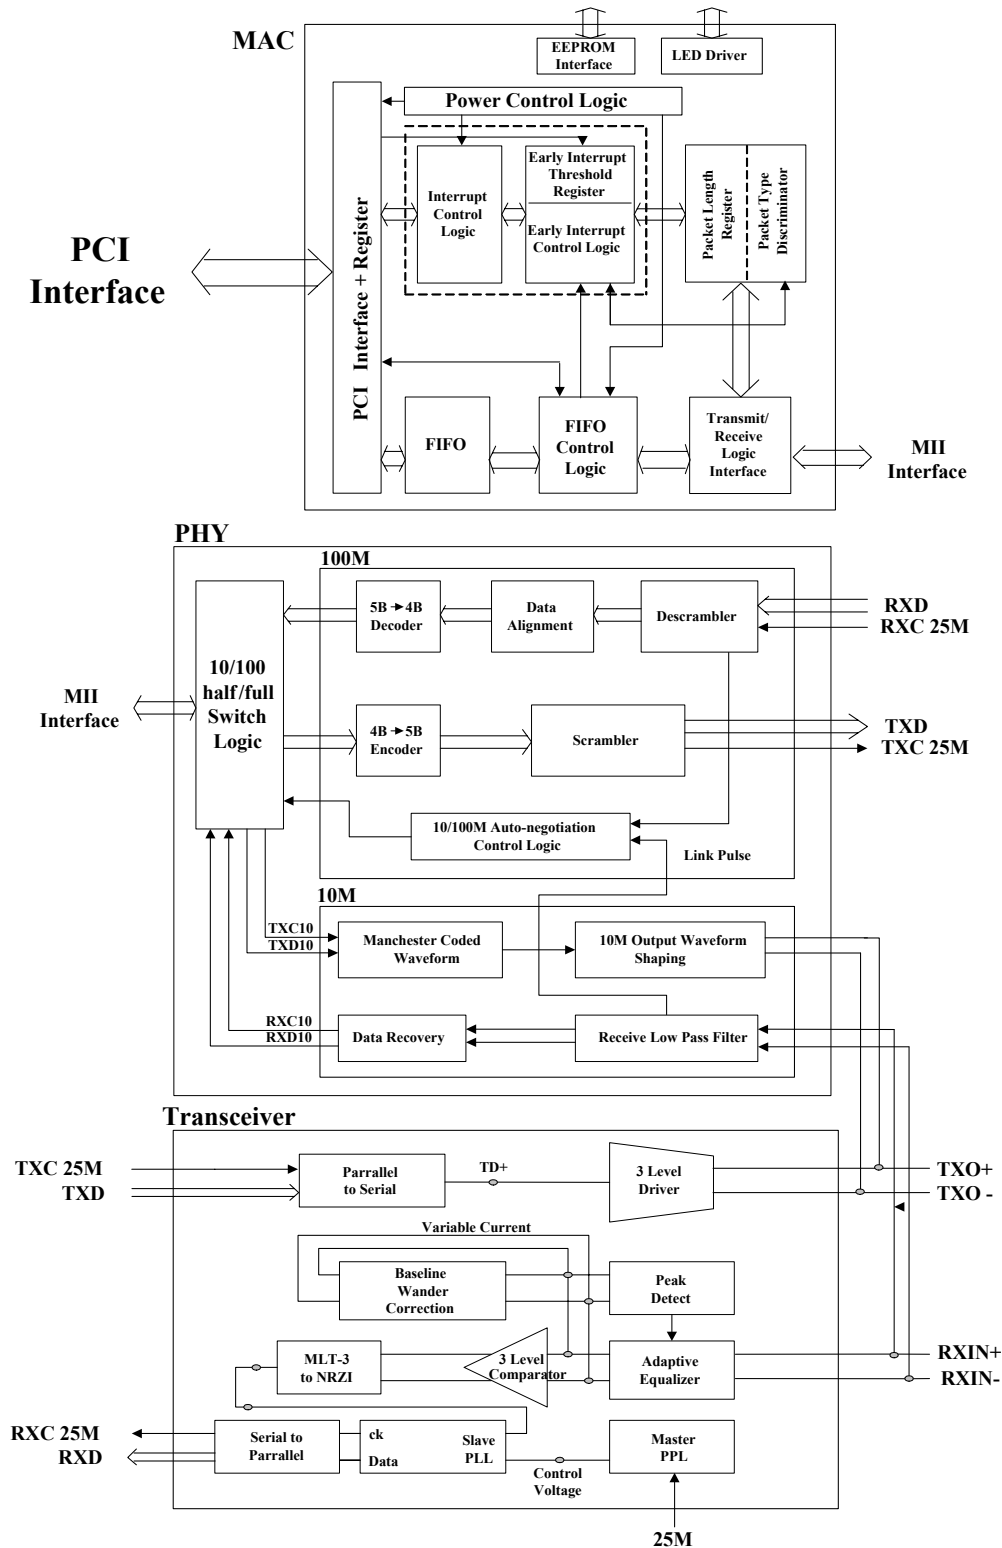 MAC
EEPROM
Interface
LED Driver
Power Control Logic
PCI Interface + Register
Interrupt
Control
Logic
Early Interrupt
Threshold
Register
Early Interrupt
Control Logic
Packet Length
Register
Packet Type
Discriminator
PCI
Interface
FIFO
FIFO
Control
Logic
Transmit/
Receive
Logic
Interface
MII
Interface
PHY
100M
5B 4B
Decoder
Data
Alignment
Descrambler
RXD
RXC 25M
10/100
half/full
Switch
Logic
MII
Interface
4B 5B
Encoder
Scrambler
TXD
TXC 25M
10/100M Auto-negotiation
Control Logic
Link Pulse
10M
TXC10
TXD10
Manchester Coded
Waveform
10M Output Waveform
Shaping
RXC10
RXD10
Data Recovery
Receive Low Pass Filter
Transceiver
TXC 25M
TXD
Parrallel
to Serial
TD+
3 Level
Driver
TXO+
TXO -
Variable Current
Baseline
Wander
Correction
Peak
Detect
MLT-3
to NRZI
3 Level
Comparator
Adaptive
Equalizer
RXIN+
RXIN-
RXC 25M
RXD
Serial to
Parrallel
ck
Data
Slave
PLL
Control
Voltage
Master
PPL
25M